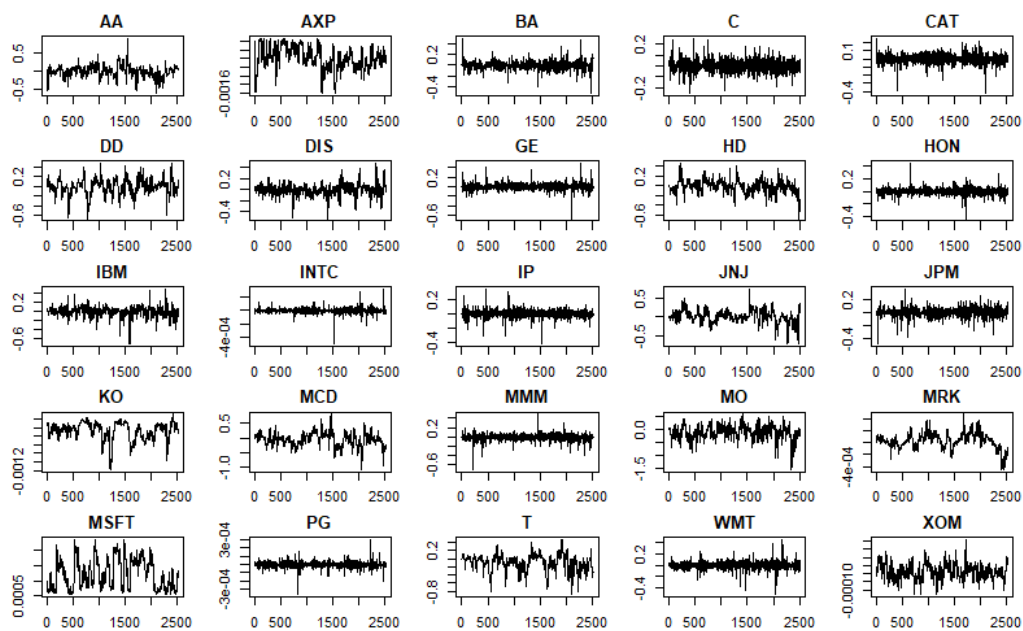 AA AXP BA C CAT
0.5 -0.5 -0.0016 0.2 -0.4 0.2 -0.2 0.1 -0.4
0 500 1500 2500 0 500 1500 2500 0 500 1500 2500 0 500 1500 2500 0 500 1500 2500
DD DIS GE HD HON
0.2 -0.6 0.2 -0.4 0.2 -0.6 0.2 -0.4 0.2 -0.4
0 500 1500 2500 0 500 1500 2500 0 500 1500 2500 0 500 1500 2500 0 500 1500 2500
IBM INTC IP JNJ JPM
0.2 -0.6 -4e-04 0.2 -0.4 0.5 -0.5 0.2 -0.4
0 500 1500 2500 0 500 1500 2500 0 500 1500 2500 0 500 1500 2500 0 500 1500 2500
KO MCD MMM MO MRK
-0.0012 0.5 -1.0 0.2 -0.6 0.0 -1.5 -4e-04
0 500 1500 2500 0 500 1500 2500 0 500 1500 2500 0 500 1500 2500 0 500 1500 2500
MSFT PG T WMT XOM
0.0005 3e-04 -3e-04 0.2 -0.8 0.2 -0.4 -0.00010
0 500 1500 2500 0 500 1500 2500 0 500 1500 2500 0 500 1500 2500 0 500 1500 2500